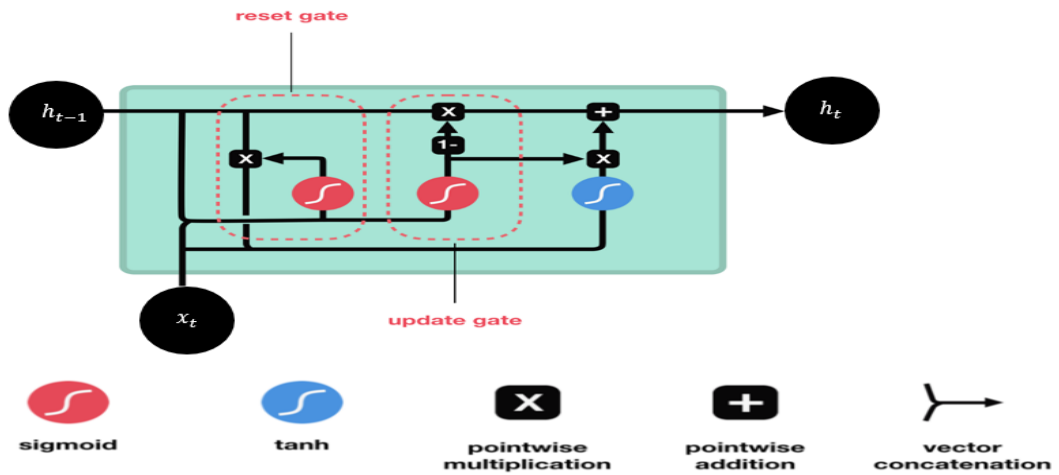 reset gate
h_{t-1}
h_t
x
+
1-
x
x
x_t
update gate
x
+
sigmoid
tanh
pointwise
multiplication
pointwise
addition
vector
concatenation